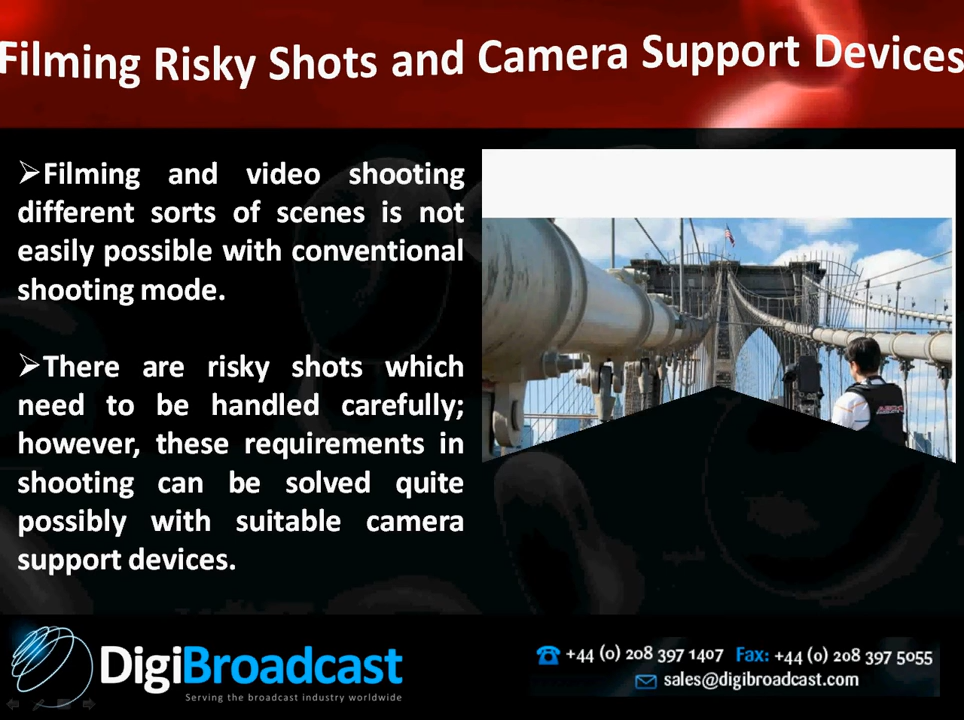 Filming Risky Shots and Camera Support Devices
➢Filming and video shooting
different sorts of scenes is not
easily possible with conventional
shooting mode.
➢There are risky shots which
need to be handled carefully;
however, these requirements in
shooting can be solved quite
possibly with suitable camera
support devices.
DigiBroadcast
Serving the broadcast industry worldwide
+44 (0) 208 397 1407 Fax: +44 (0) 208 397 5055
sales@digibroadcast.com